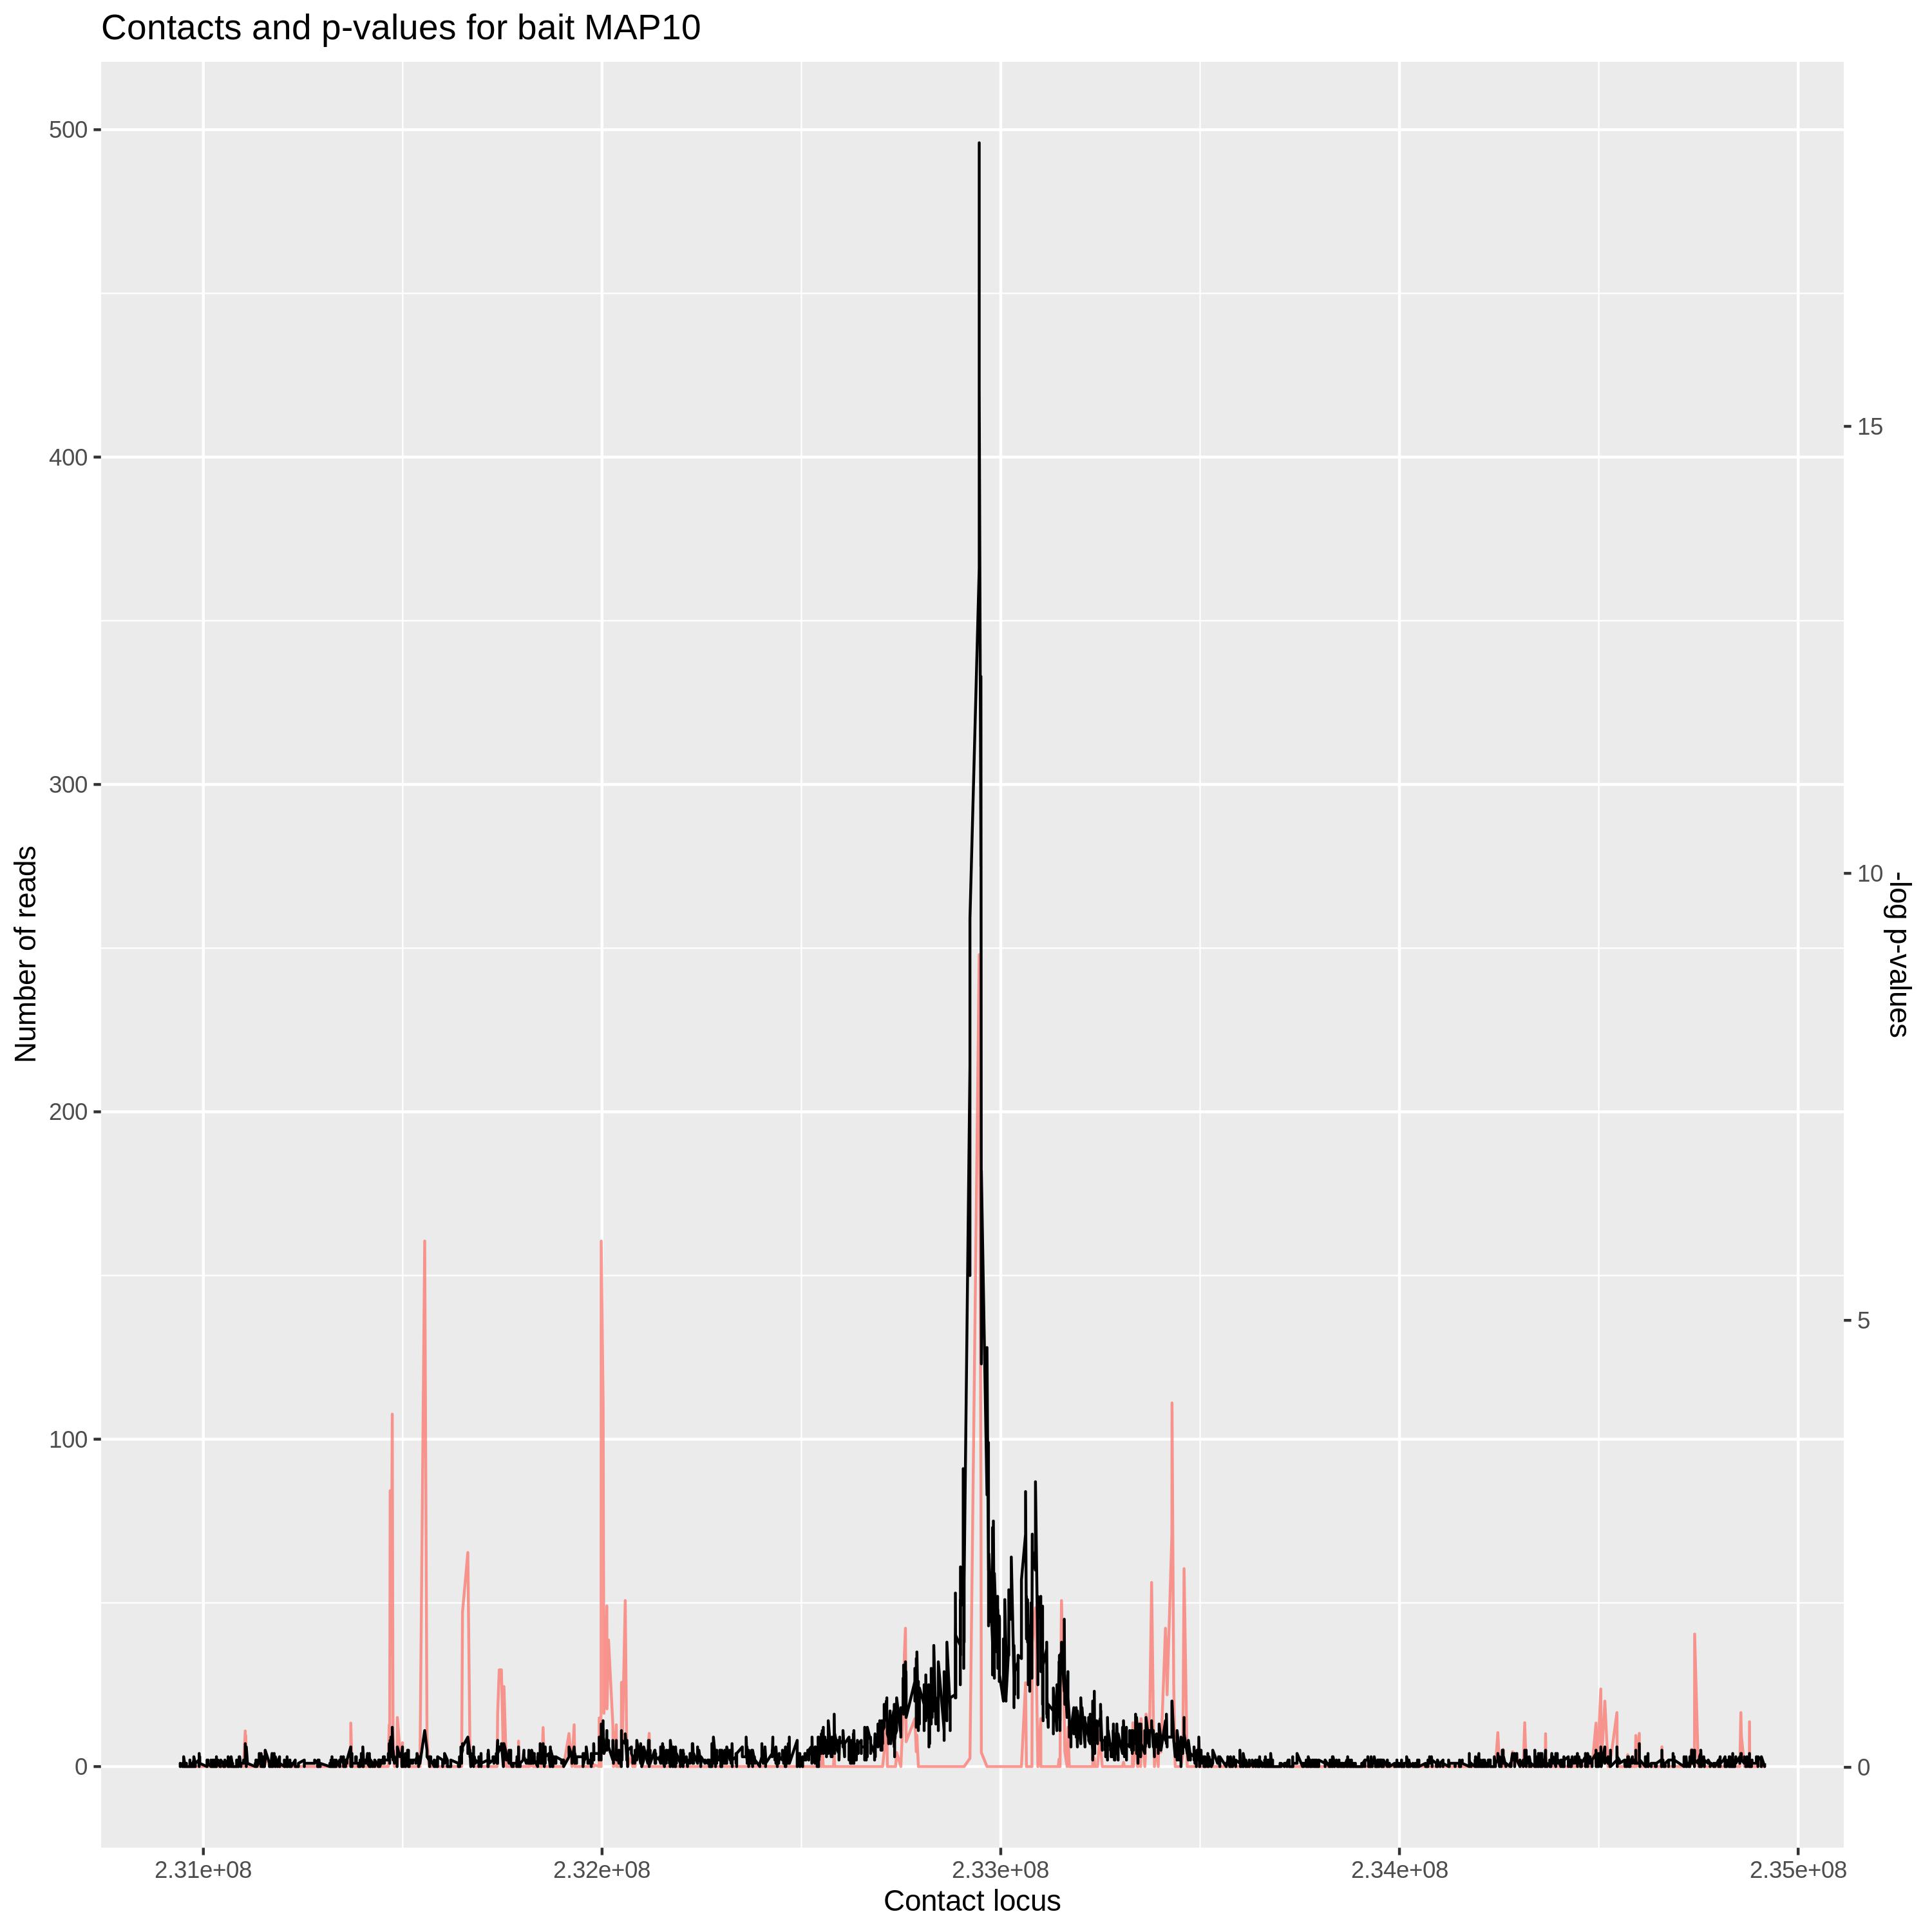 Contacts and p-values for bait MAP10
500
400
300
200
100
0
Number of reads
15
10
5
0
-log p-values
2.31e+08
2.32e+08
2.33e+08
2.34e+08
2.35e+08
Contact locus